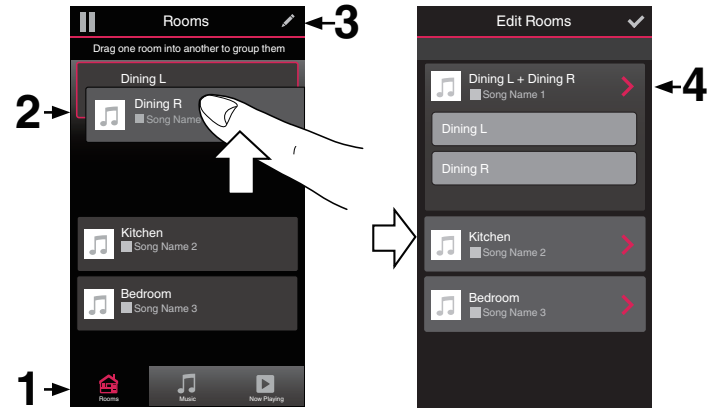 Rooms
3
Drag one room into another to group them
Dining L
2
Dining R
Song Name
Kitchen
Song Name 2
Bedroom
Song Name 3
1
Rooms
Music
Now Playing
Edit Rooms
Dining L + Dining R
Song Name 1
4
Dining L
Dining R
Kitchen
Song Name 2
Bedroom
Song Name 3